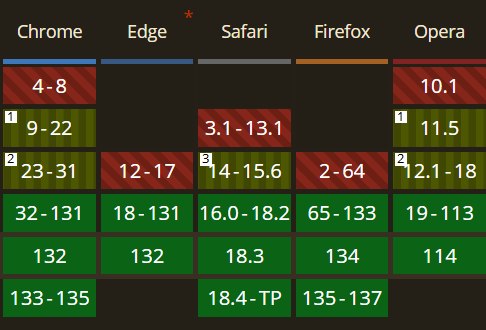 *
Chrome Edge Safari Firefox Opera
4-8 10.1
1 9-22 3.1-13.1 1 11.5
2 23-31 12-17 3 14-15.6 2-64 2 12.1-18
32-131 18-131 16.0-18.2 65-133 19-113
132 132 18.3 134 114
133-135 18.4-TP 135-137